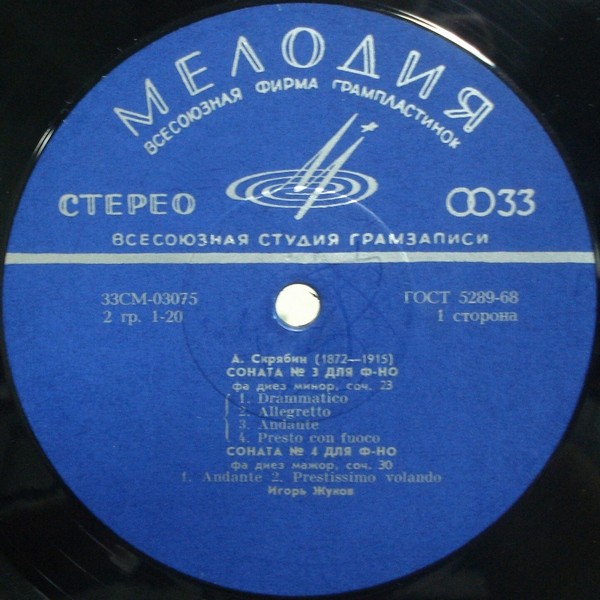 МЕЛОДИЯ
ВСЕСОЮЗНАЯ ФИРМА ГРАМПЛАСТИНОК
СТЕРЕО
33
ВСЕСОЮЗНАЯ СТУДИЯ ГРАМЗАПИСИ
33СМ-03075
ГОСТ 5289-68
2 гр. 1-20
1 сторона
А. Скрябин (1872—1915)
СОНАТА № 3 ДЛЯ Ф-НО
фа диез минор, соч. 23
1. Drammatico
2. Allegretto
3. Andante
4. Presto con fuoco
СОНАТА № 4 ДЛЯ Ф-НО
фа диез мажор, соч. 30
1. Andante 2. Prestissimo volando
Игорь Жуков